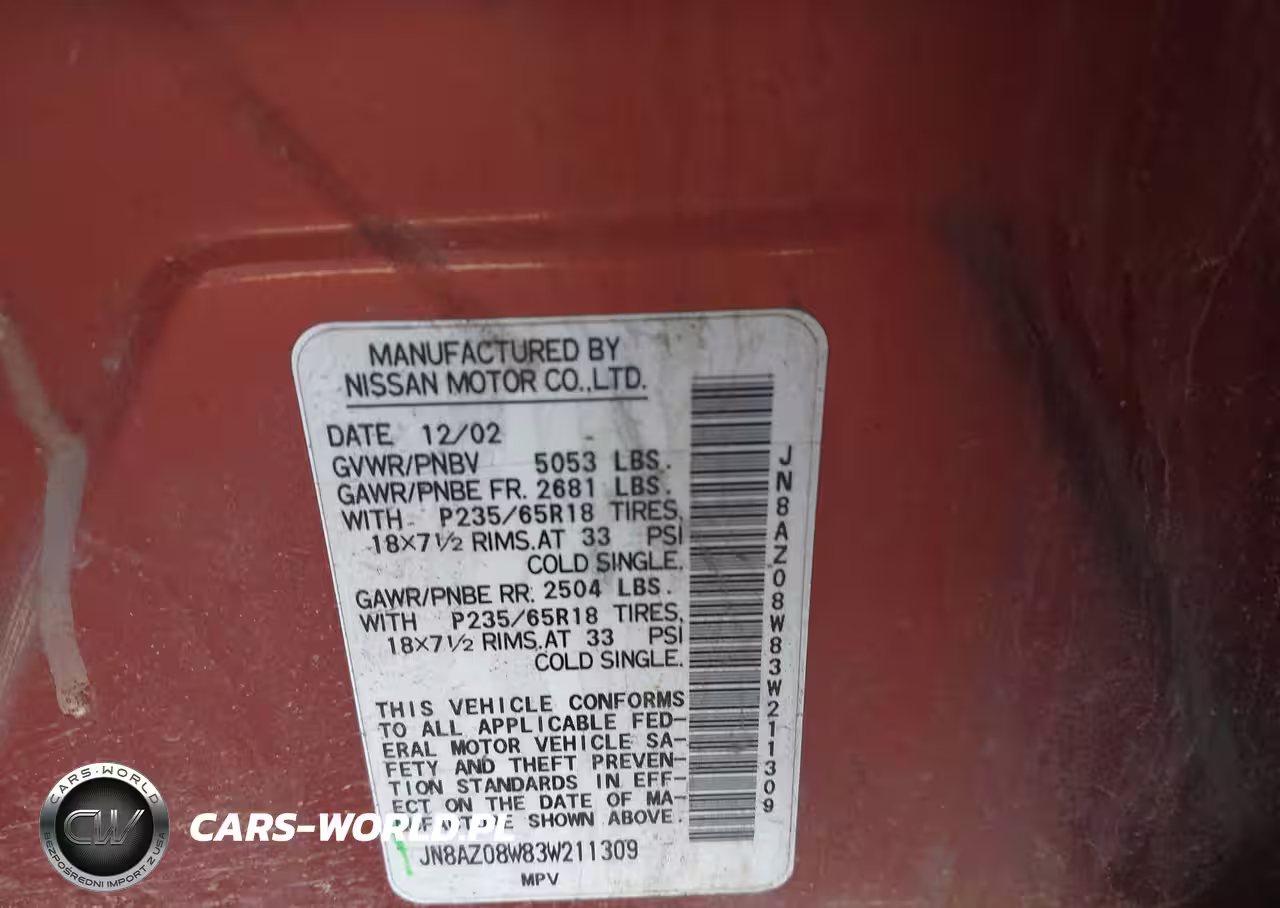 MANUFACTURED BY
NISSAN MOTOR CO.,LTD.
DATE 12/02
GVWR/PNBV 5053 LBS.
GAWR/PNBE FR. 2681 LBS.
WITH P235/65R18 TIRES,
18×7½ RIMS.AT 33 PSI
COLD SINGLE.
GAWR/PNBE RR. 2504 LBS.
WITH P235/65R18 TIRES,
18×7½ RIMS.AT 33 PSI
COLD SINGLE.
THIS VEHICLE CONFORMS
TO ALL APPLICABLE FED-
ERAL MOTOR VEHICLE SA-
FETY AND THEFT PREVEN-
TION STANDARDS IN EFF-
ECT ON THE DATE OF MA-
SHOWN ABOVE.
JN8AZ08W83W211309
MPV
JN8AZ08W83W211309
CARS-WORLD
CW
BEZPOŚREDNI IMPORT Z USA
CARS-WORLD.PL